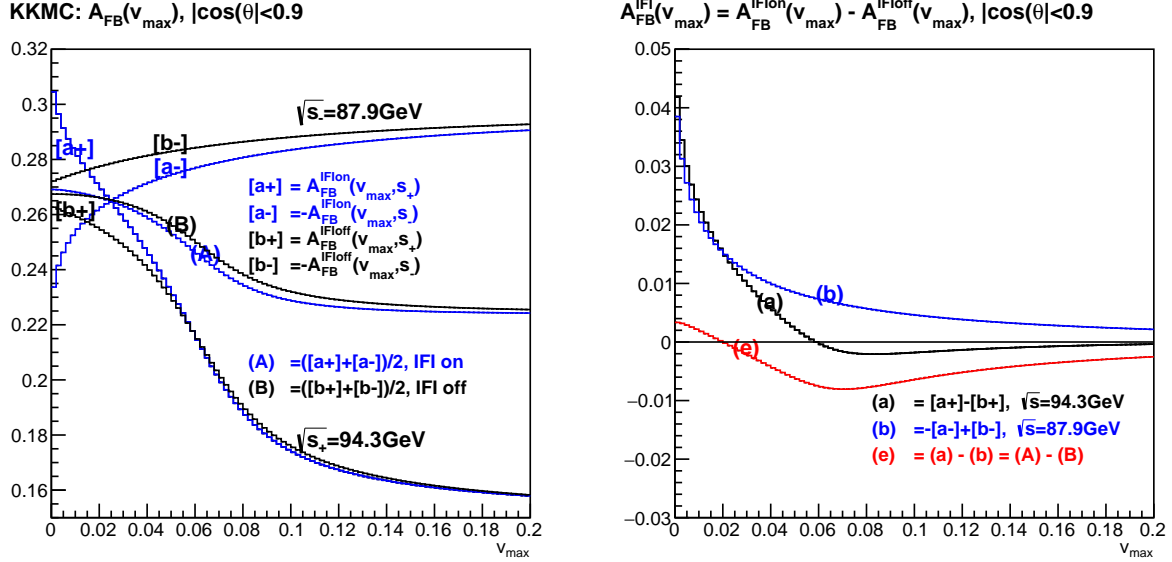 KKMC: A_FB(v_max), |cos(θ|<0.9
0.32
0.3
0.28
0.26
0.24
0.22
0.2
0.18
0.16
√s_-=87.9GeV
[b-]
[a+]
[a-]
[b+]
(B)
(A)
[a+] = A_FB^IFIon(v_max,s_+)
[a-] =-A_FB^IFIon(v_max,s_-)
[b+] = A_FB^IFIoff(v_max,s_+)
[b-] =-A_FB^IFIoff(v_max,s_-)
(A) =([a+]+[a-])/2, IFI on
(B) =([b+]+[b-])/2, IFI off
√s_+=94.3GeV
0 0.02 0.04 0.06 0.08 0.1 0.12 0.14 0.16 0.18 0.2
v_max
A_FB^IFI(v_max) = A_FB^IFIon(v_max) - A_FB^IFIoff(v_max), |cos(θ|<0.9
0.05
0.04
0.03
0.02
0.01
0
−0.01
−0.02
−0.03
(a)
(b)
(e)
(a) = [a+]-[b+], √s=94.3GeV
(b) =-[a-]+[b-], √s=87.9GeV
(e) = (a) - (b) = (A) - (B)
0 0.02 0.04 0.06 0.08 0.1 0.12 0.14 0.16 0.18 0.2
v_max